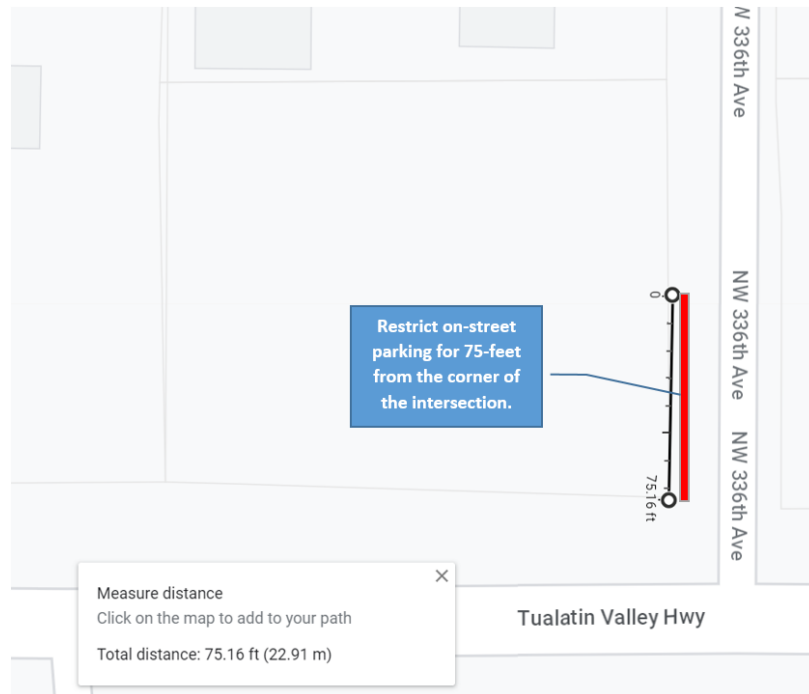 W 336th Ave
NW 336th Ave
0
Restrict on-street
parking for 75-feet
from the corner of
the intersection.
NW 336th Ave
75.16 ft
Measure distance
Click on the map to add to your path
Total distance: 75.16 ft (22.91 m)
Tualatin Valley Hwy